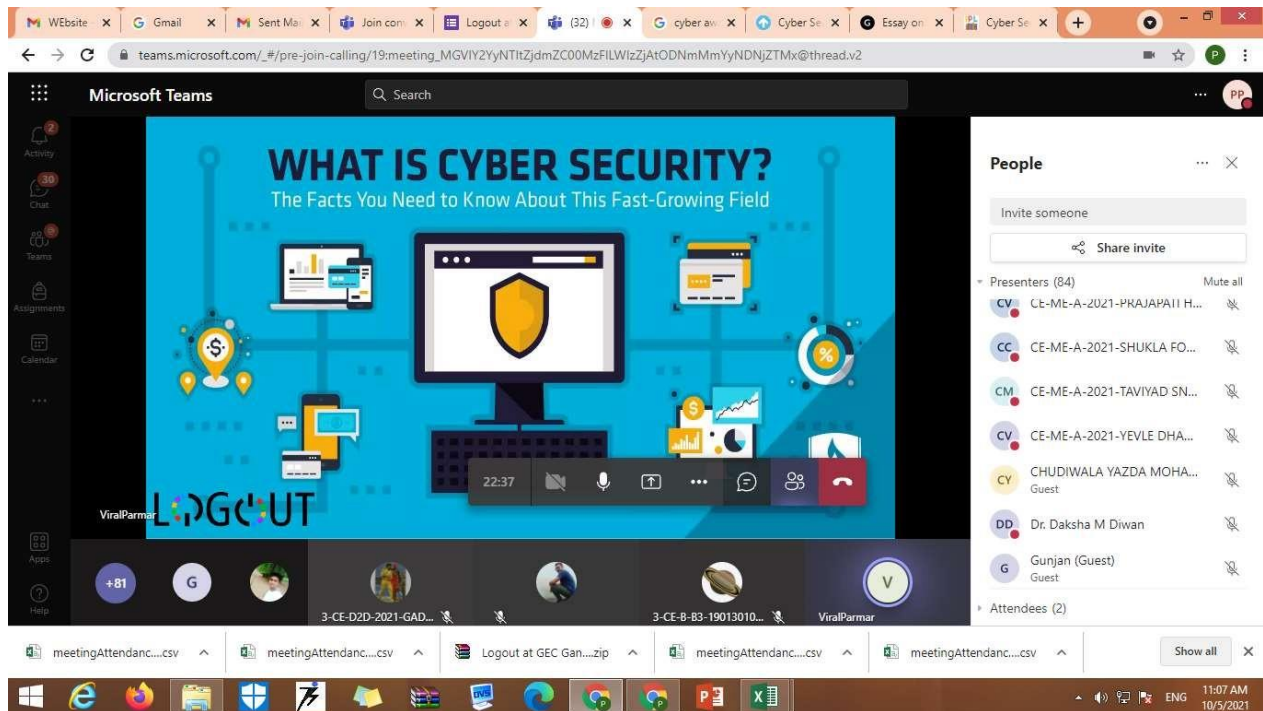 WEbsite
Gmail
Sent Mai
Join con
Logout a
(32)
cyber aw
Cyber Se
Essay on
Cyber Se
teams.microsoft.com/_#/pre-join-calling/19:meeting_MGVlY2YyNTItZjdmZC00MzFlLWIzZjAtODNmMmYyNDNjZTMx@thread.v2
P
Microsoft Teams
Search
PP
2
Activity
30
Chat
Teams
Assignments
Calendar
Apps
Help
WHAT IS CYBER SECURITY?
The Facts You Need to Know About This Fast-Growing Field
$
%
$
22:37
ViralParmar
LOGOUT
+81
G
3-CE-D2D-2021-GAD...
3-CE-B-B3-19013010...
V
ViralParmar
People
Invite someone
Share invite
Presenters (84) Mute all
CV CE-ME-A-2021-PRAJAPATI H...
CC CE-ME-A-2021-SHUKLA FO...
CM CE-ME-A-2021-TAVIYAD SN...
CV CE-ME-A-2021-YEVLE DHA...
CY CHUDIWALA YAZDA MOHA...
Guest
DD Dr. Daksha M Diwan
G Gunjan (Guest)
Guest
Attendees (2)
meetingAttendanc....csv
meetingAttendanc....csv
Logout at GEC Gan....zip
meetingAttendanc....csv
meetingAttendanc....csv
Show all
ENG
11:07 AM
10/5/2021